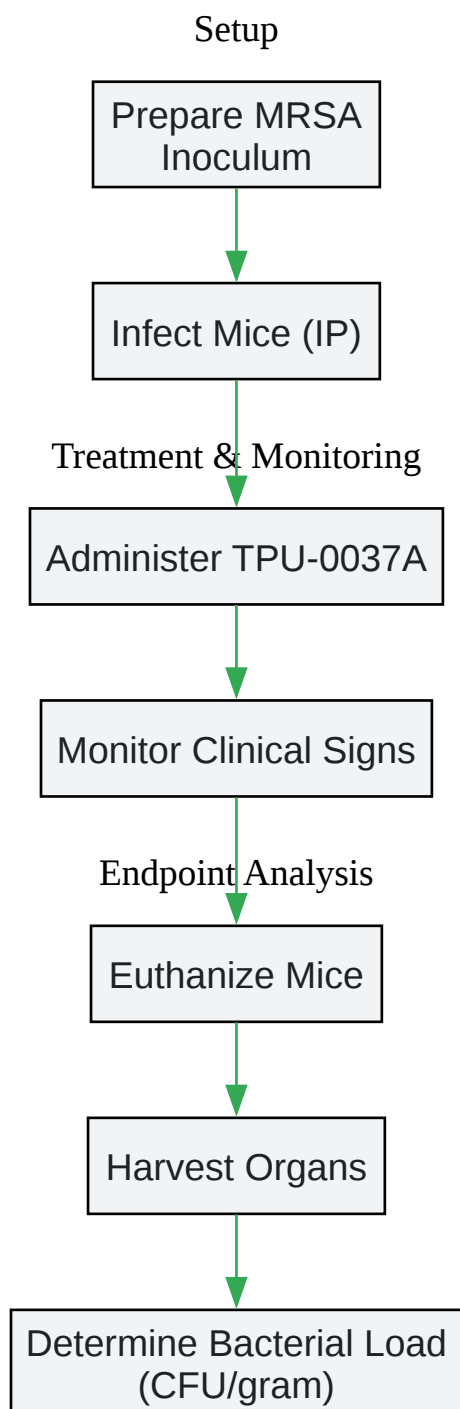 Setup
Prepare MRSA
Inoculum
Infect Mice (IP)
Treatment & Monitoring
Administer TPU-0037A
Monitor Clinical Signs
Endpoint Analysis
Euthanize Mice
Harvest Organs
Determine Bacterial Load
(CFU/gram)